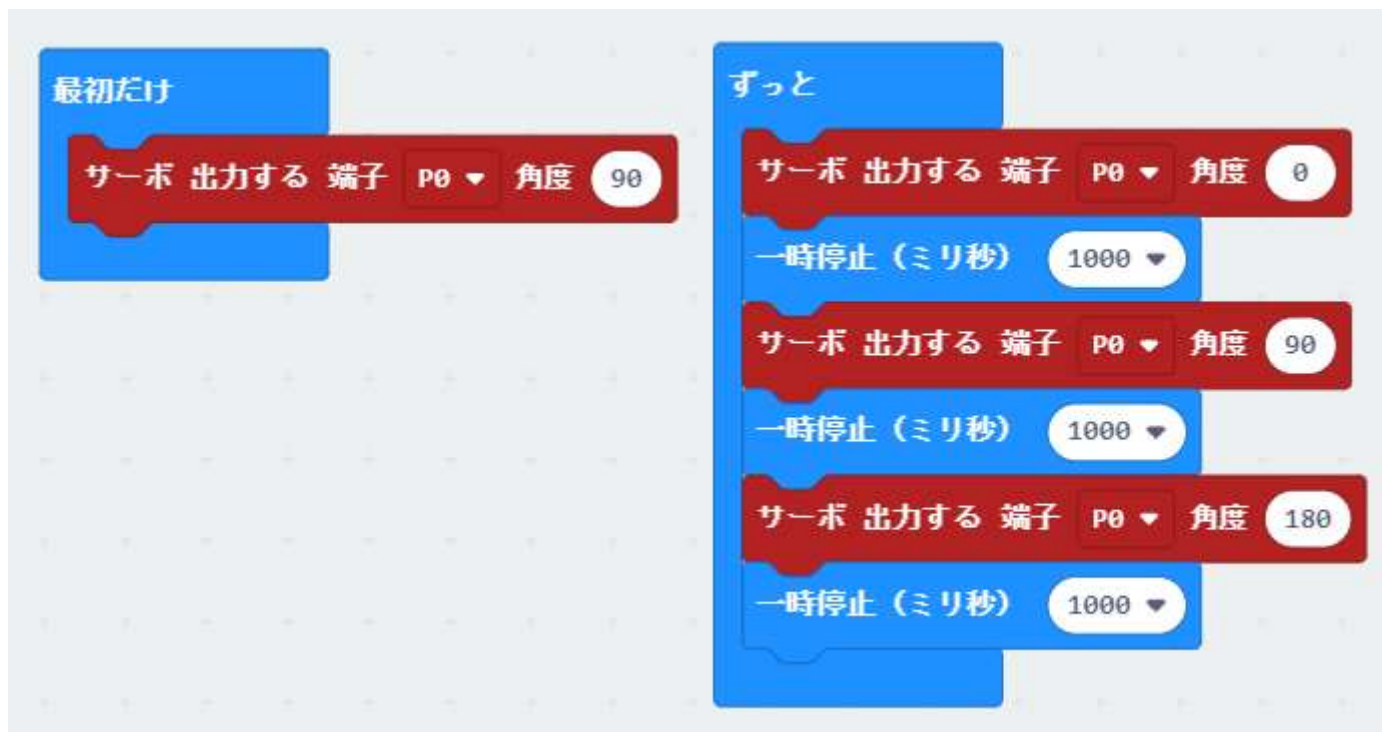 最初だけ
サーボ 出力する 端子 P0 角度 90
ずっと
サーボ 出力する 端子 P0 角度 0
一時停止（ミリ秒） 1000
サーボ 出力する 端子 P0 角度 90
一時停止（ミリ秒） 1000
サーボ 出力する 端子 P0 角度 180
一時停止（ミリ秒） 1000